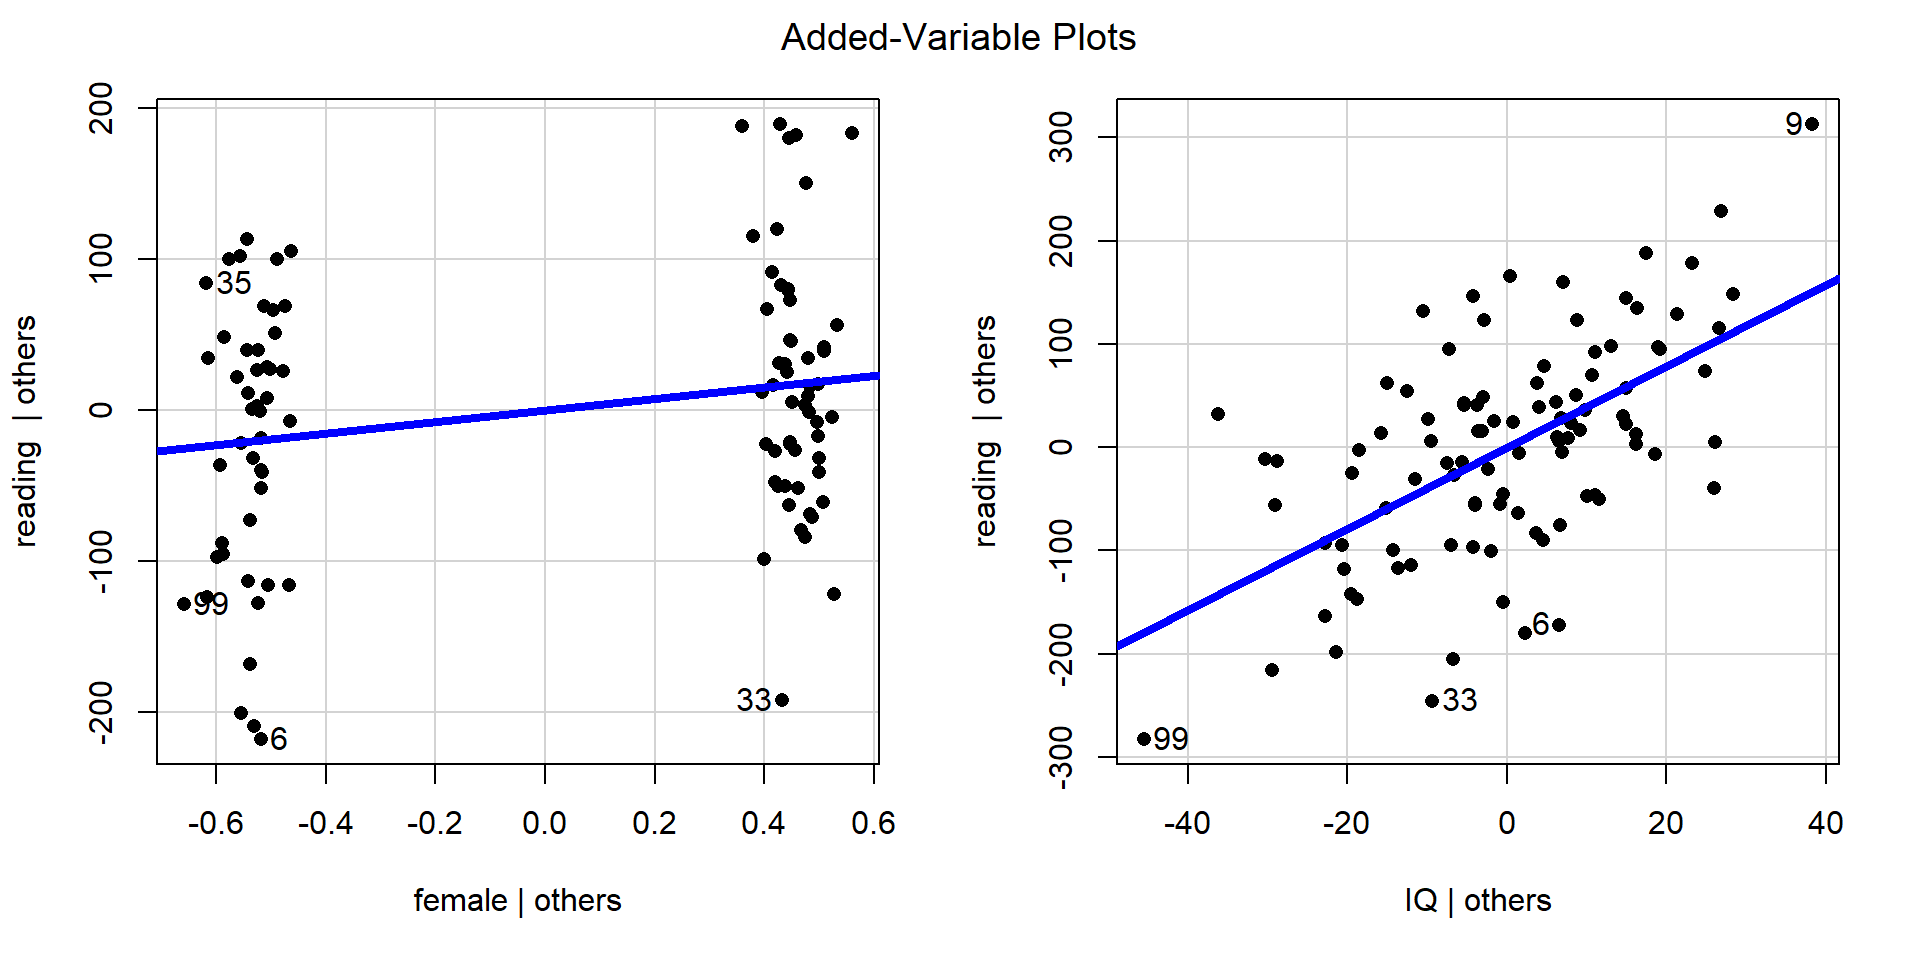 Added-Variable Plots
reading | others
200
100
0
-100
-200
35
99
33
6
-0.6 -0.4 -0.2 0.0 0.2 0.4 0.6
female | others
reading | others
300
200
100
0
-100
-200
-300
9
6
33
99
-40 -20 0 20 40
IQ | others